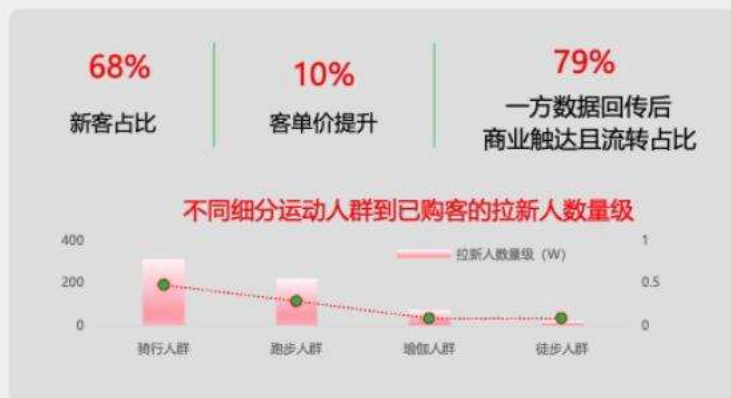 68%
新客占比
10%
客单价提升
79%
一方数据回传后
商业触达且流转占比
不同细分运动人群到已购客的拉新人数量级
拉新人数量级（W）
400
200
0
1
0.5
0
骑行人群
跑步人群
瑜伽人群
徒步人群